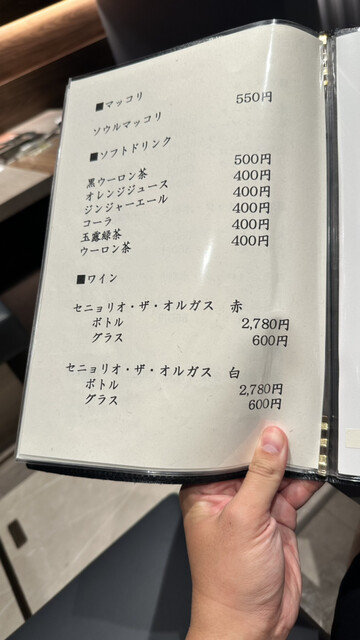 ■マッコリ
ソウルマッコリ 550円
■ソフトドリンク
黒ウーロン茶 500円
オレンジジュース 400円
ジンジャーエール 400円
コーラ 400円
玉露緑茶 400円
ウーロン茶 400円
■ワイン
セニョリオ・ザ・オルガス 赤
ボトル 2,780円
グラス 600円
セニョリオ・ザ・オルガス 白
ボトル 2,780円
グラス 600円